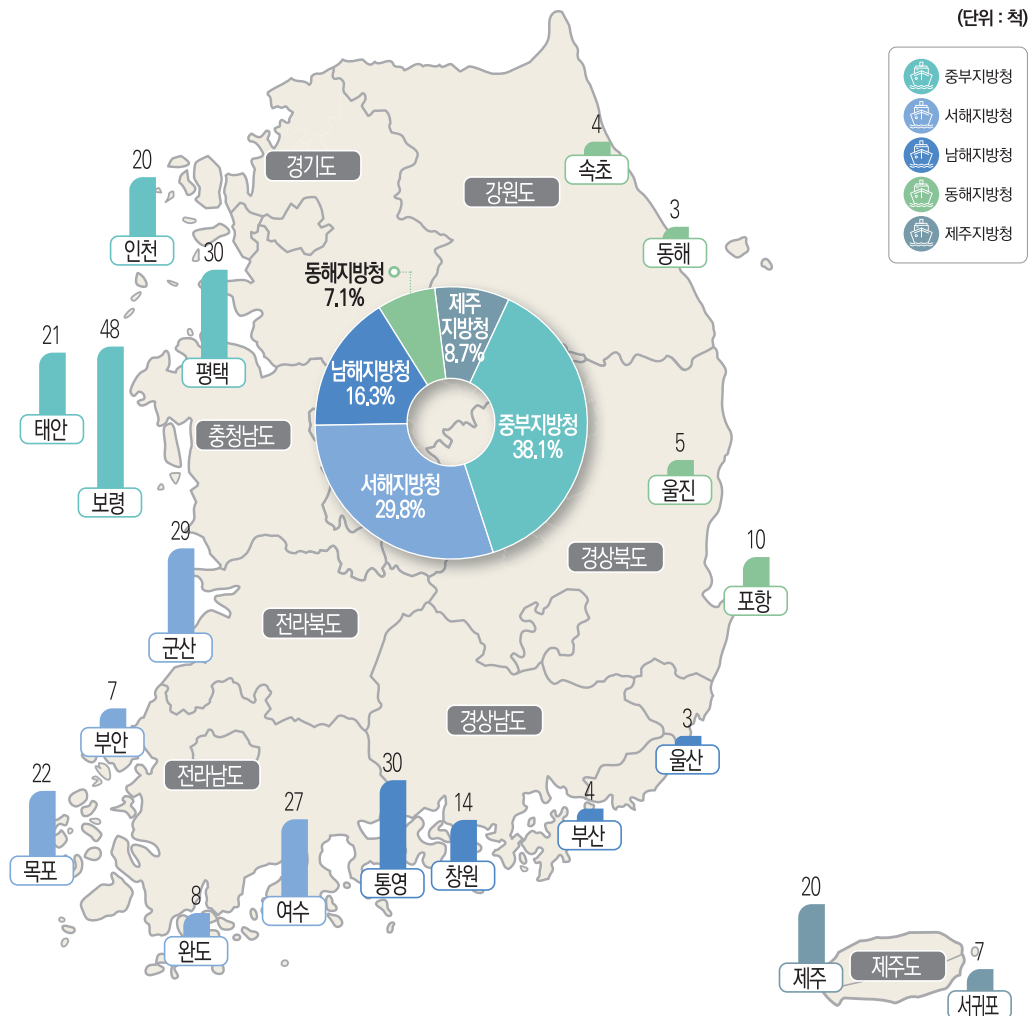 (단위 : 척)
중부지방청
서해지방청
남해지방청
동해지방청
제주지방청
경기도
강원도
4
속초
20
인천
3
동해
30
평택
동해지방청
7.1%
제주
지방청
8.7%
남해지방청
16.3%
중부지방청
38.1%
서해지방청
29.8%
21
태안
48
보령
충청남도
5
울진
29
군산
경상북도
10
포항
전라북도
7
부안
경상남도
3
울산
전라남도
22
목포
27
여수
30
통영
14
창원
4
부산
8
완도
20
제주
제주도
7
서귀포